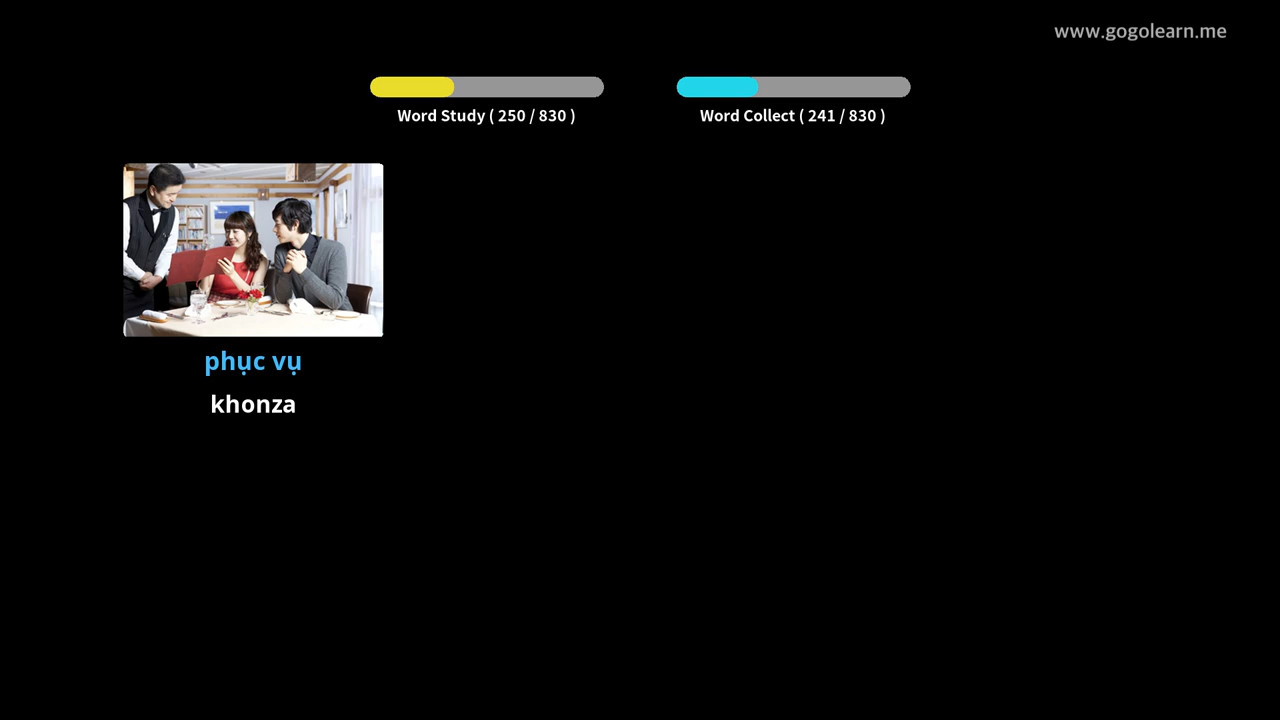 www.gogolearn.me
Word Study ( 250 / 830 )
Word Collect ( 241 / 830 )
phục vụ
khonza